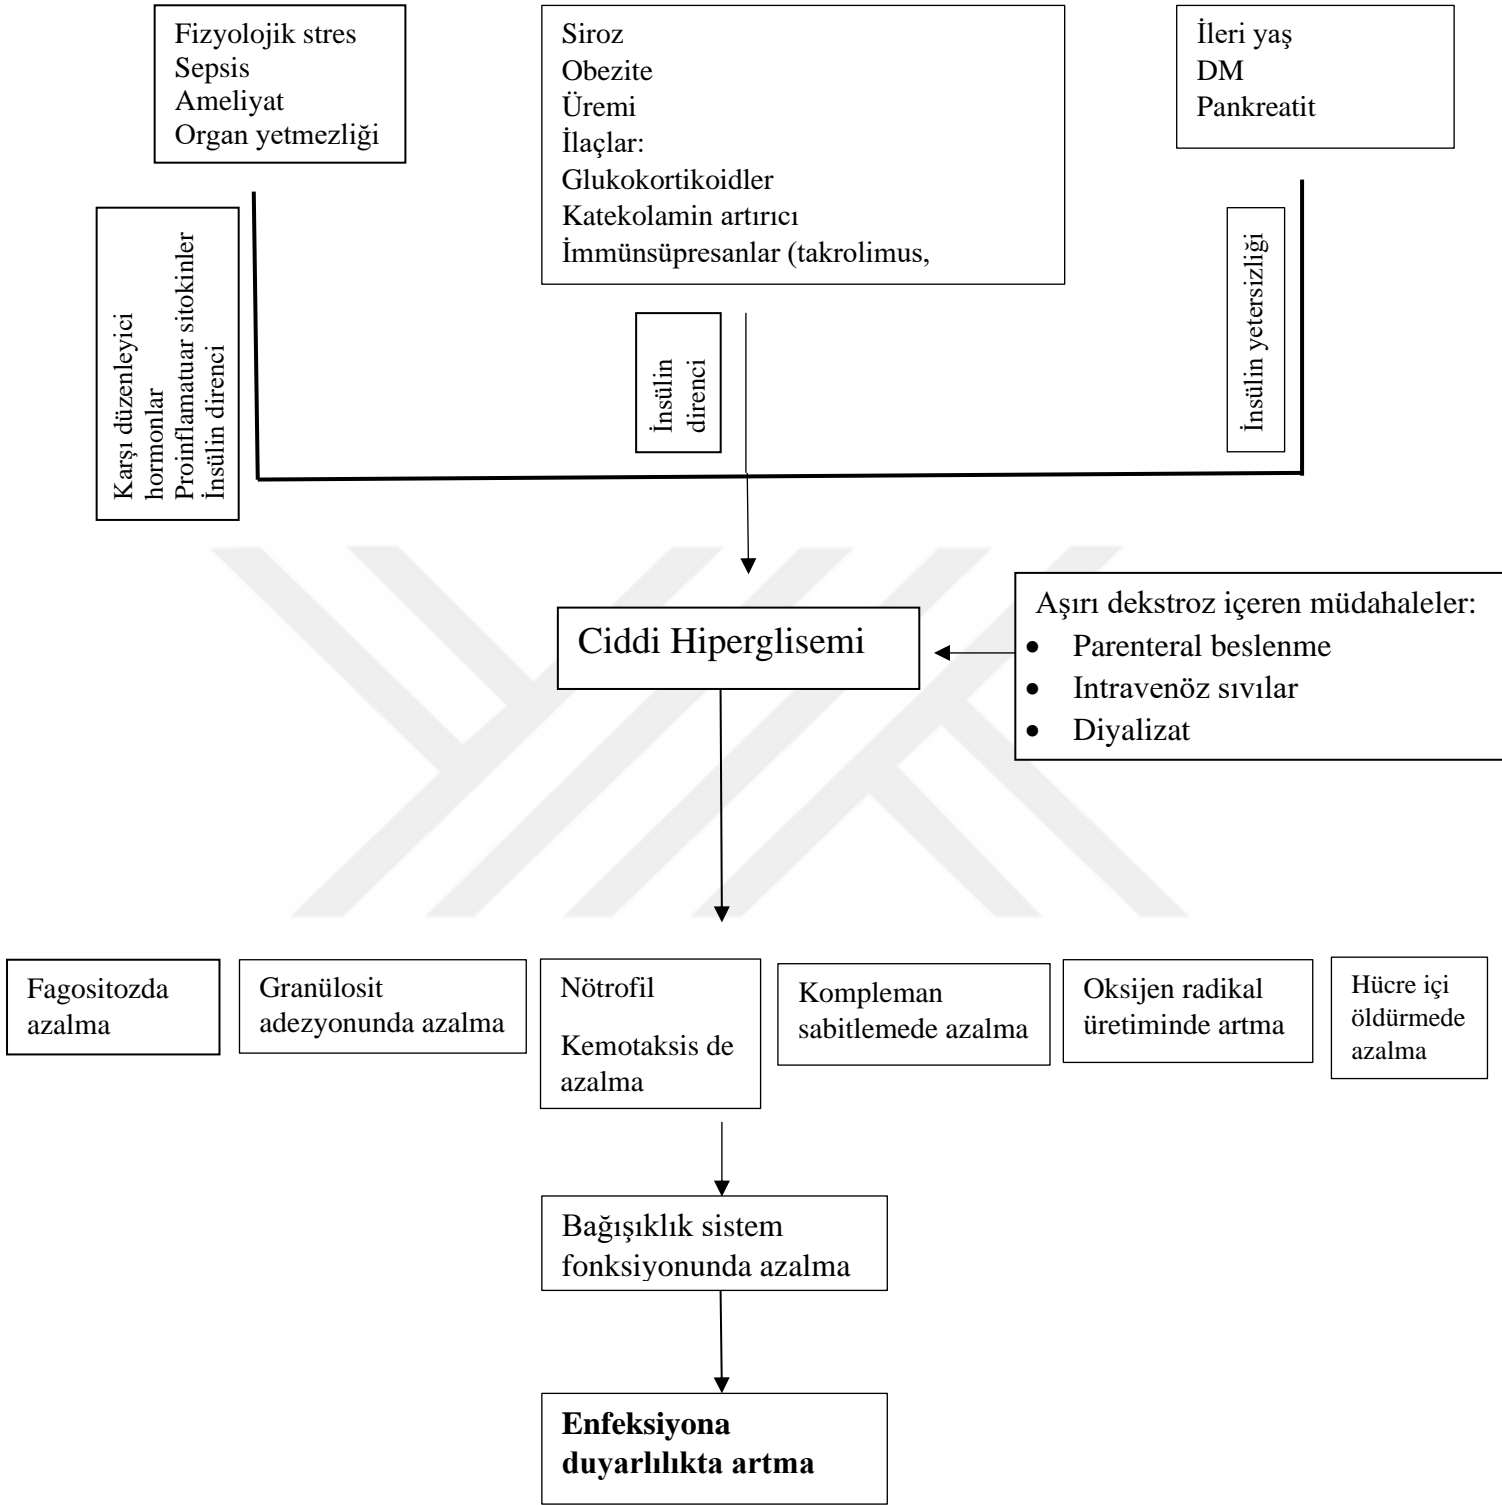 Fizyolojik stres
Sepsis
Ameliyat
Organ yetmezliği
Siroz
Obezite
Üremi
İlaçlar:
Glukokortikoidler
Katekolamin artırıcı
İmmünsüpresanlar (takrolimus,
İleri yaş
DM
Pankreatit
Karşı düzenleyici
hormonlar
Proinflamatuar sitokinler
İnsülin direnci
İnsülin
direnci
İnsülin yetersizliği
Ciddi Hiperglisemi
Aşırı dekstroz içeren müdahaleler:
• Parenteral beslenme
• Intravenöz sıvılar
• Diyalizat
Fagositozda
azalma
Granülosit
adezyonunda azalma
Nötrofil
Kemotaksis de
azalma
Kompleman
sabitlemede azalma
Oksijen radikal
üretiminde artma
Hücre içi
öldürmede
azalma
Bağışıklık sistem
fonksiyonunda azalma
Enfeksiyona
duyarlılıkta artma